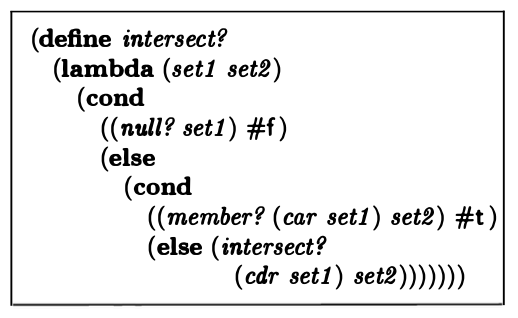 (define intersect?
(lambda (set1 set2)
(cond
((null? set1) #f)
(else
(cond
((member? (car set1) set2) #t)
(else (intersect?
(cdr set1) set2)))))))